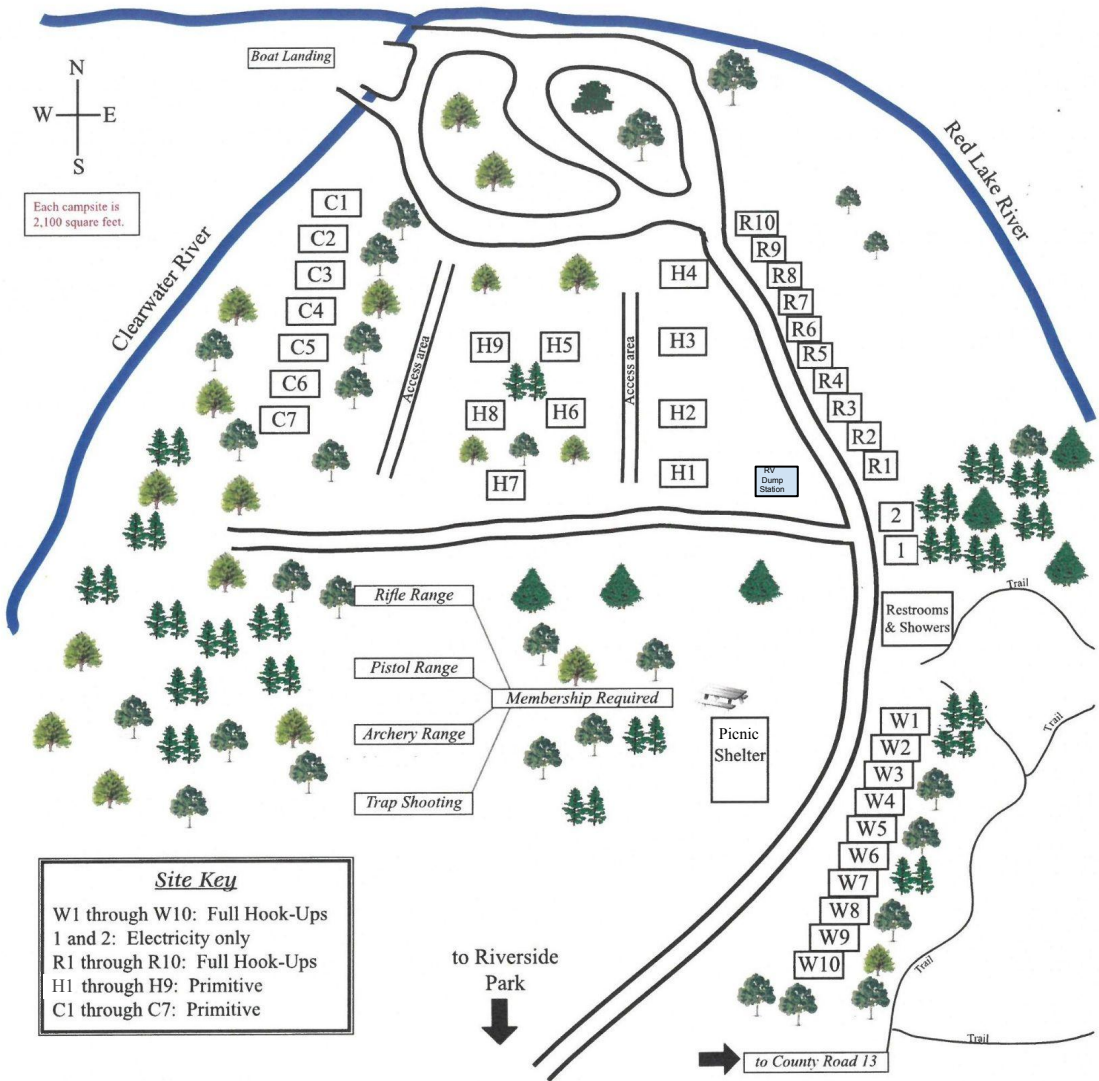 Boat Landing
N
W E
S
Each campsite is
2,100 square feet.
Clearwater River
Red Lake River
C1
C2
C3
C4
C5
C6
C7
Access area
H9
H5
H8
H6
H7
Access area
H4
H3
H2
H1
RV
Dump
Station
R10
R9
R8
R7
R6
R5
R4
R3
R2
R1
2
1
Restrooms
& Showers
Trail
Rifle Range
Pistol Range
Membership Required
Archery Range
Trap Shooting
Picnic
Shelter
W1
W2
W3
W4
W5
W6
W7
W8
W9
W10
Trail
Trail
Trail
Site Key
W1 through W10: Full Hook-Ups
1 and 2: Electricity only
R1 through R10: Full Hook-Ups
H1 through H9: Primitive
C1 through C7: Primitive
to Riverside
Park
to County Road 13